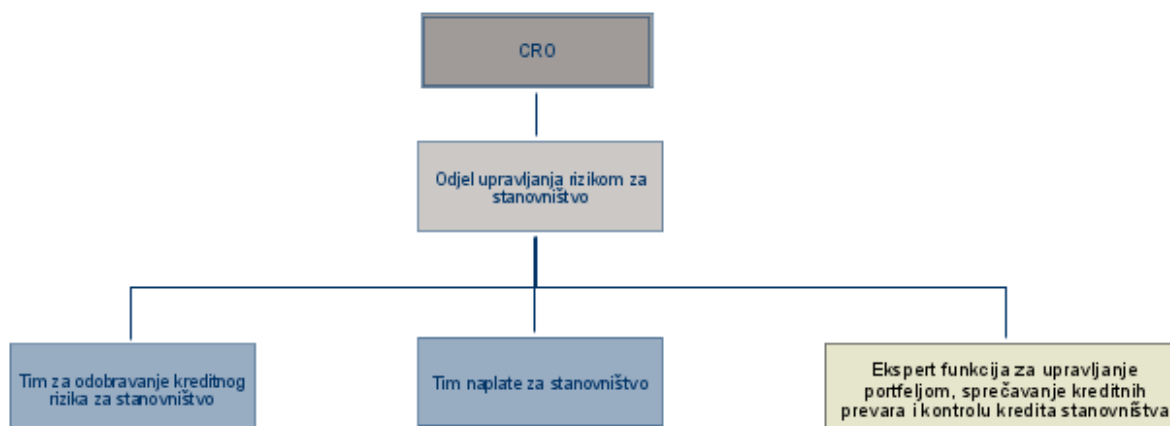 CRO
Odjel upravljanja rizikom za
stanovništvo
Tim za odobravanje kreditnog
rizika za stanovništvo
Tim naplate za stanovništvo
Ekspert funkcija za upravljanje
portfeljom, sprečavanje kreditnih
prevara i kontrolu kredita stanovništva